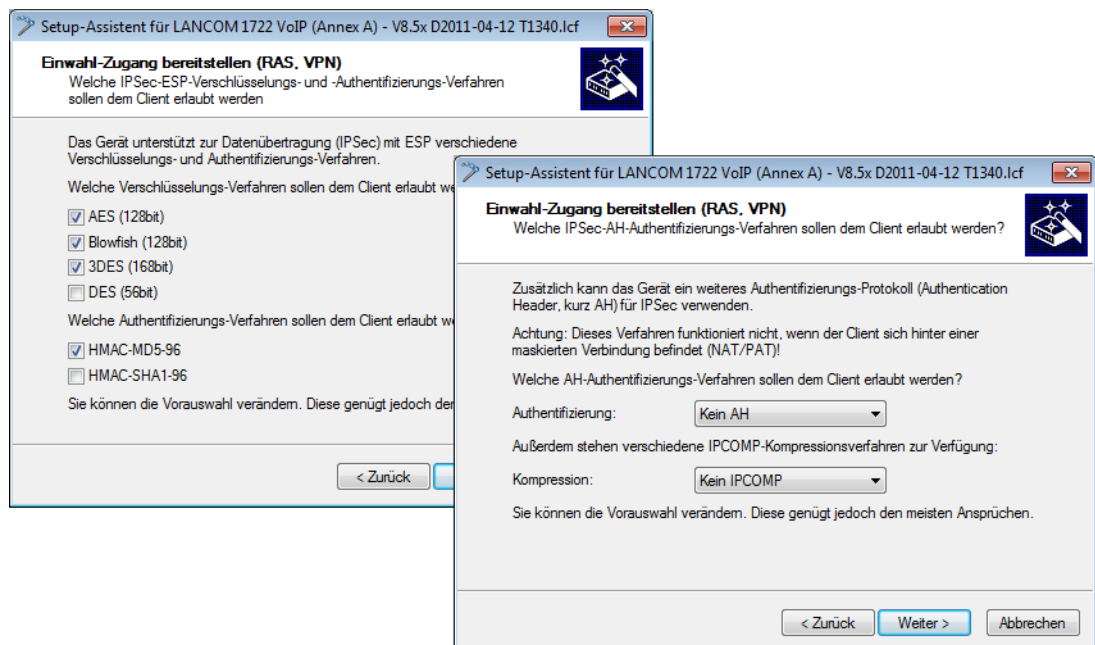 Setup-Assistent für LANCOM 1722 VoIP (Annex A) - V8.5x D2011-04-12 T1340.lcf
Einwahl-Zugang bereitstellen (RAS, VPN)
Welche IPSec-ESP-Verschlüsselungs- und -Authentifizierungs-Verfahren
sollen dem Client erlaubt werden
Das Gerät unterstützt zur Datenübertragung (IPSec) mit ESP verschiedene
Verschlüsselungs- und Authentifizierungs-Verfahren.
Welche Verschlüsselungs-Verfahren sollen dem Client erlaubt
AES (128bit)
Blowfish (128bit)
3DES (168bit)
DES (56bit)
Welche Authentifizierungs-Verfahren sollen dem Client erlaubt
HMAC-MD5-96
HMAC-SHA1-96
Sie können die Vorauswahl verändern. Diese genügt jedoch
< Zurück
Setup-Assistent für LANCOM 1722 VoIP (Annex A) - V8.5x D2011-04-12 T1340.lcf
Einwahl-Zugang bereitstellen (RAS, VPN)
Welche IPSec-AH-Authentifizierungs-Verfahren sollen dem Client erlaubt werden?
Zusätzlich kann das Gerät ein weiteres Authentifizierungs-Protokoll (Authentication
Header, kurz AH) für IPSec verwenden.
Achtung: Dieses Verfahren funktioniert nicht, wenn der Client sich hinter einer
maskierten Verbindung befindet (NAT/PAT)!
Welche AH-Authentifizierungs-Verfahren sollen dem Client erlaubt werden?
Authentifizierung: Kein AH
Außerdem stehen verschiedene IPCOMP-Kompressionsverfahren zur Verfügung:
Kompression: Kein IPCOMP
Sie können die Vorauswahl verändern. Diese genügt jedoch den meisten Ansprüchen.
< Zurück Weiter > Abbrechen